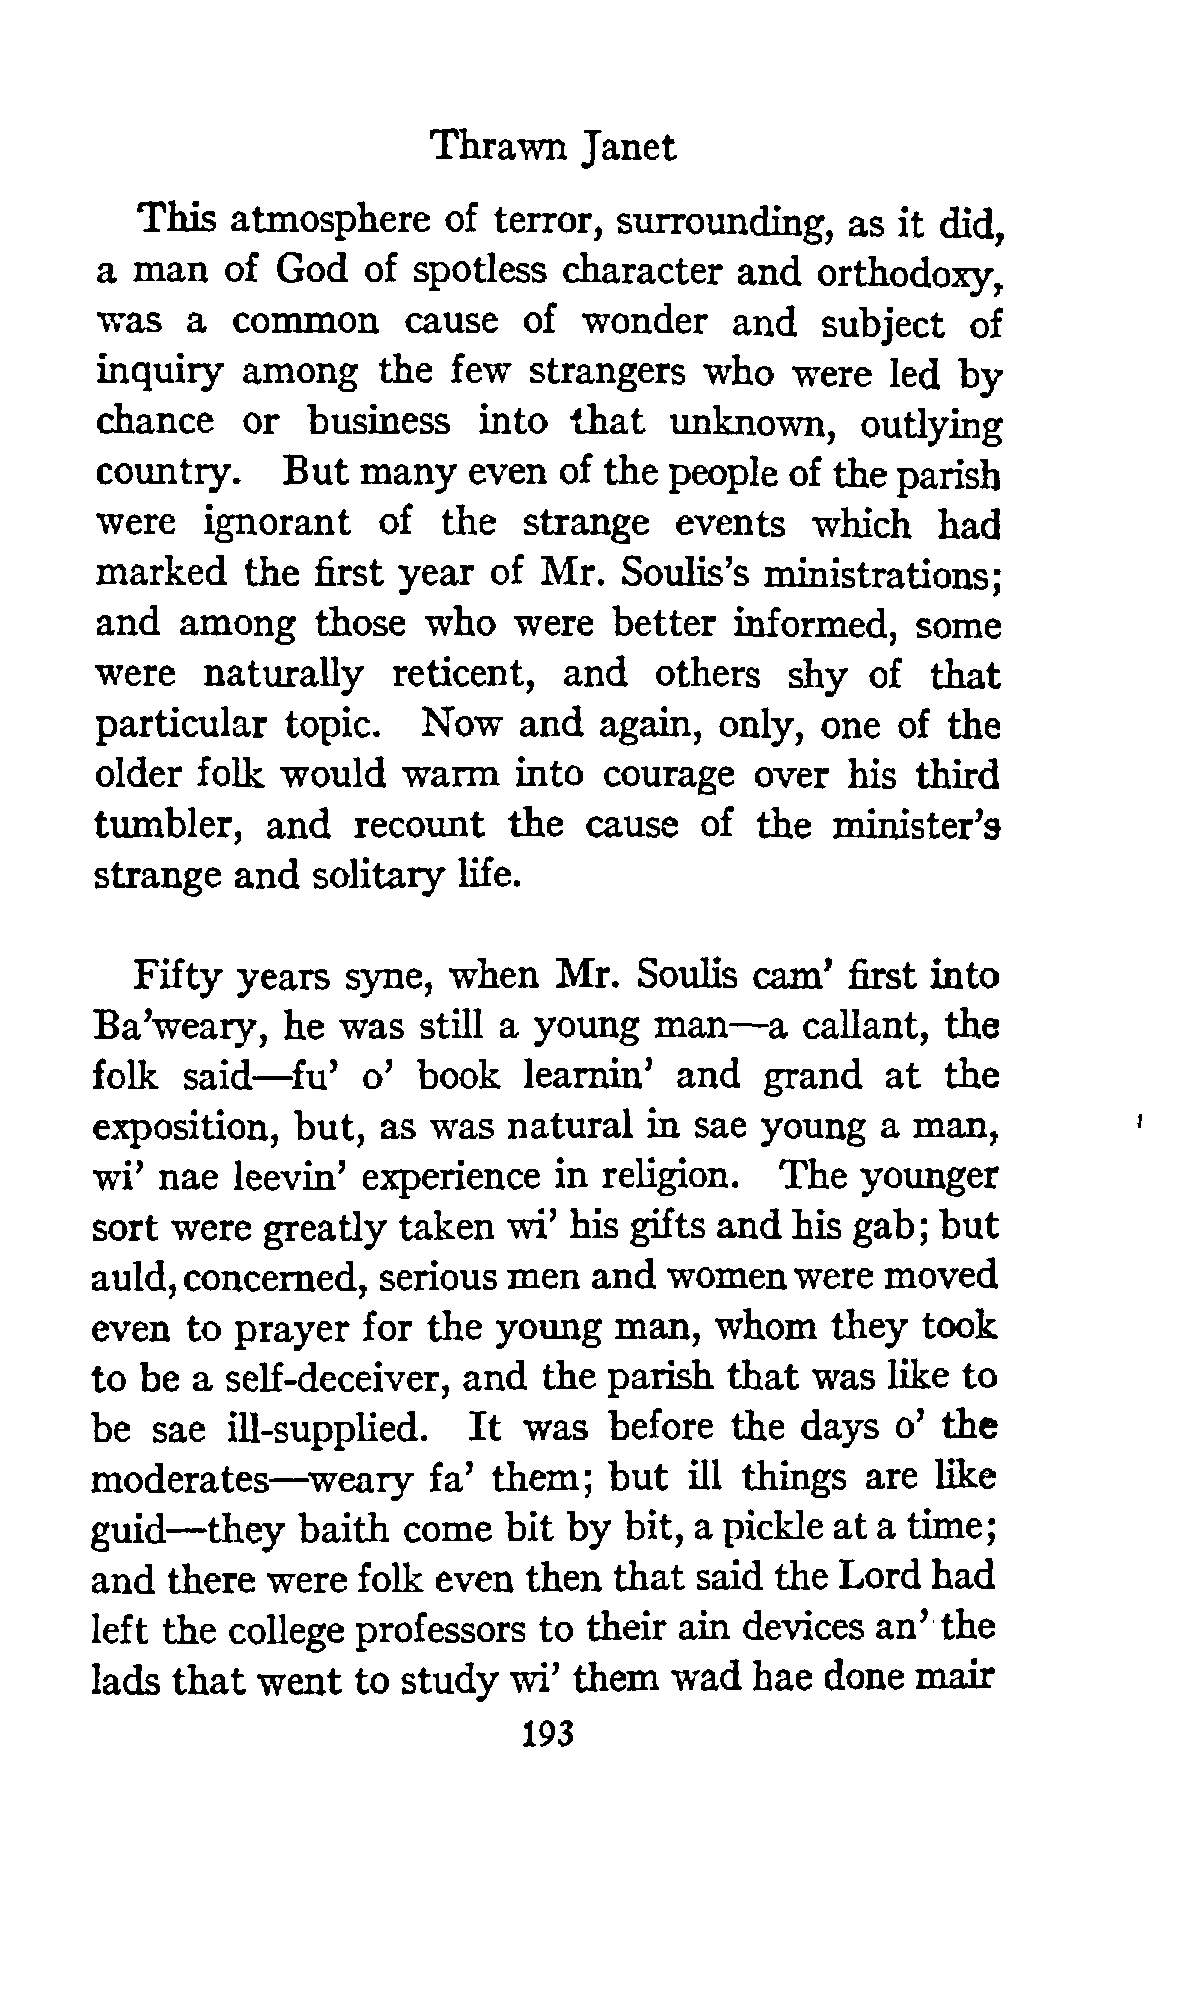 Thrawn Janet
This atmosphere of terror, surrounding, as it did,
a man of God of spotless character and orthodoxy,
was a common cause of wonder and subject of
inquiry among the few strangers who were led by
chance or business into that unknown, outlying
country. But many even of the people of the parish
were ignorant of the strange events which had
marked the first year of Mr. Soulis's ministrations;
and among those who were better informed, some
were naturally reticent, and others shy of that
particular topic. Now and again, only, one of the
older folk would warm into courage over his third
tumbler, and recount the cause of the minister's
strange and solitary life.
Fifty years syne, when Mr. Soulis cam' first into
Ba'weary, he was still a young man—a callant, the
folk said—fu' o' book learnin' and grand at the
exposition, but, as was natural in sae young a man,
wi' nae leevin' experience in religion. The younger
sort were greatly taken wi' his gifts and his gab; but
auld, concerned, serious men and women were moved
even to prayer for the young man, whom they took
to be a self-deceiver, and the parish that was like to
be sae ill-supplied. It was before the days o' the
moderates—weary fa' them; but ill things are like
guid—they baith come bit by bit, a pickle at a time;
and there were folk even then that said the Lord had
left the college professors to their ain devices an' the
lads that went to study wi' them wad hae done mair
193